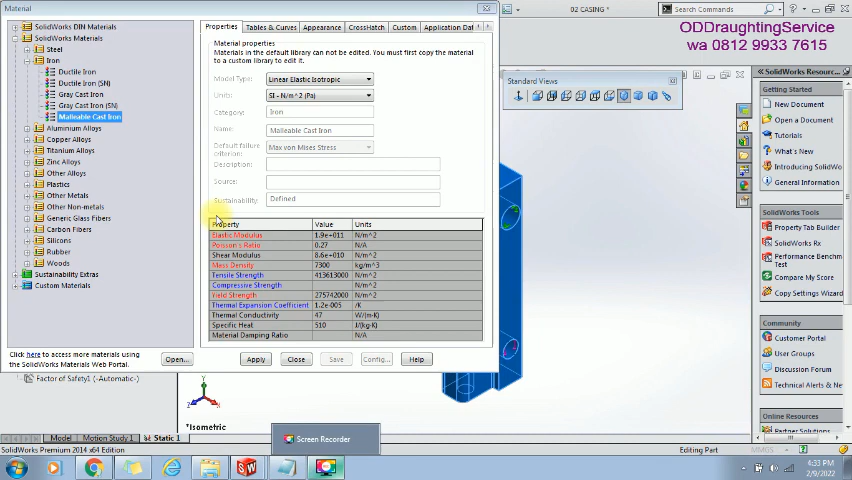 Material
02 CASING *
Search Commands
ODDraughtingService
wa 0812 9933 7615
SolidWorks DIN Materials
SolidWorks Materials
Steel
Iron
Ductile Iron
Ductile Iron (SN)
Gray Cast Iron
Gray Cast Iron (SN)
Malleable Cast Iron
Aluminium Alloys
Copper Alloys
Titanium Alloys
Zinc Alloys
Other Alloys
Plastics
Other Metals
Other Non-metals
Generic Glass Fibers
Carbon Fibers
Silicons
Rubber
Woods
Sustainability Extras
Custom Materials
Click here to access more materials using
the SolidWorks Materials Web Portal.
Open...
Properties
Tables & Curves
Appearance
CrossHatch
Custom
Application Dat
Material properties
Materials in the default library can not be edited. You must first copy the material
to a custom library to edit it.
Model Type:
Linear Elastic Isotropic
Units:
SI - N/m^2 (Pa)
Category:
Iron
Name:
Malleable Cast Iron
Default failure
criterion:
Max von Mises Stress
Description:
Source:
Sustainability:
Defined
Property Value Units
Elastic Modulus 1.9e+011 N/m^2
Poisson's Ratio 0.27 N/A
Shear Modulus 8.6e+010 N/m^2
Mass Density 7300 kg/m^3
Tensile Strength 413613000 N/m^2
Compressive Strength N/m^2
Yield Strength 275742000 N/m^2
Thermal Expansion Coefficient 1.2e-005 /K
Thermal Conductivity 47 W/(m·K)
Specific Heat 510 J/(kg·K)
Material Damping Ratio N/A
Apply
Close
Save
Config...
Help
Standard Views
SolidWorks Resourc...
Getting Started
New Document
Open a Document
Tutorials
What's New
Introducing SolidWorks
General Information
SolidWorks Tools
Property Tab Builder
SolidWorks Rx
Performance Benchmark
Compare My Score
Copy Settings Wizard
Community
Customer Portal
User Groups
Discussion Forum
Technical Alerts & Ne
Online Resources
Factor of Safety1 (-Automatic-)
*Isometric
Screen Recorder
Model
Motion Study 1
Static 1
SolidWorks Premium 2014 x64 Edition
Editing Part
MMGS
4:33 PM
2/9/2022